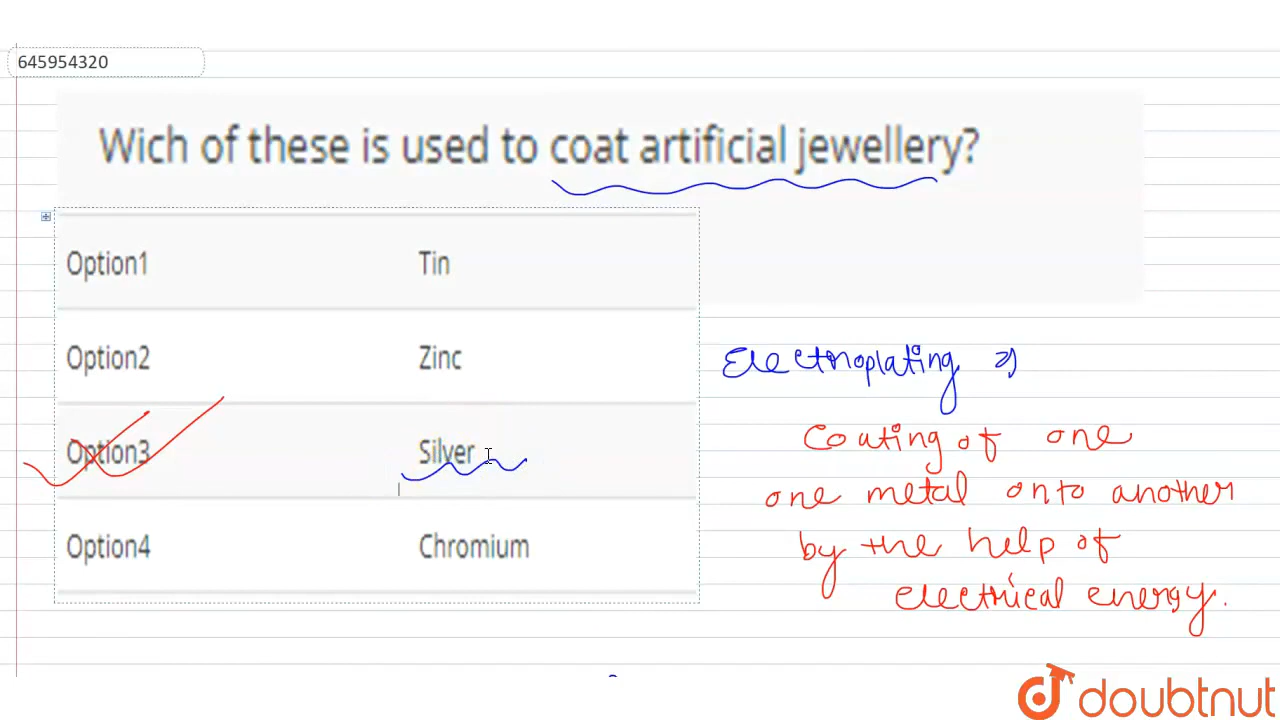 645954320
Wich of these is used to coat artificial jewellery?
Option1 Tin
Option2 Zinc
Option3 Silver
Option4 Chromium
Electroplating ⇒
Coating of one
one metal onto another
by the help of
electrical energy.
doubtnut